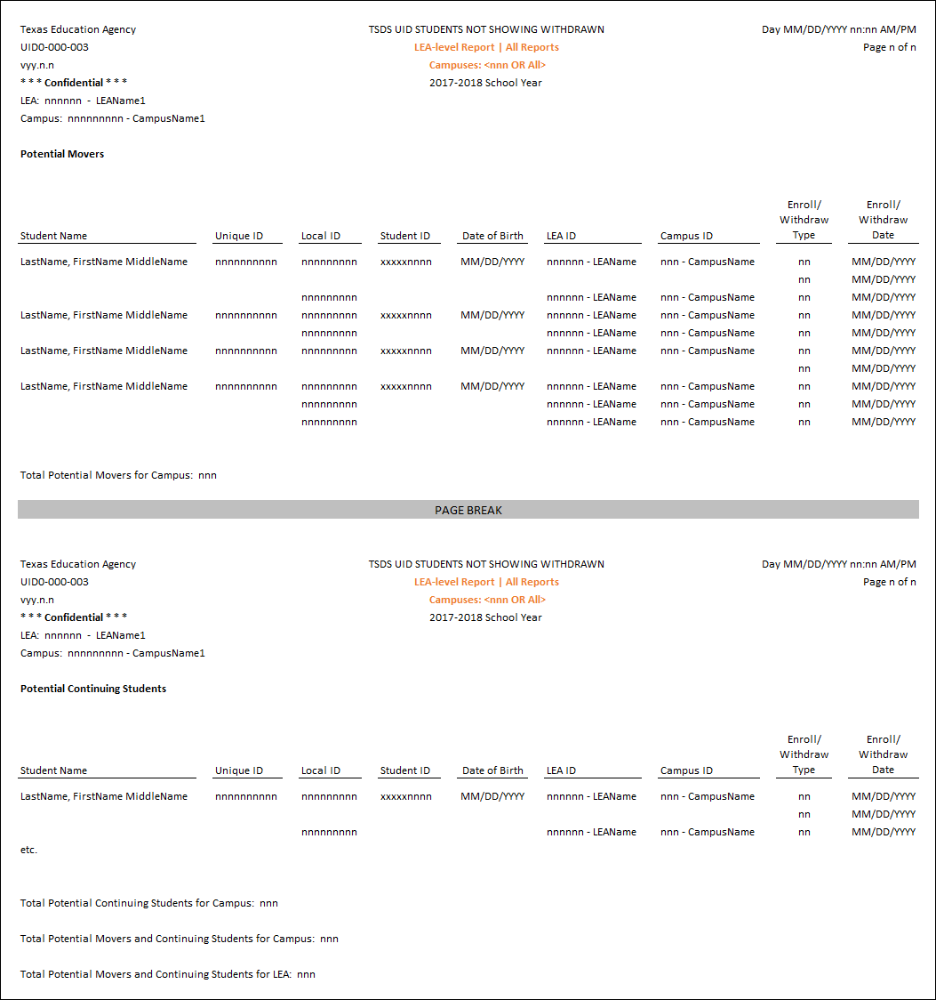 Texas Education Agency TSDS UID STUDENTS NOT SHOWING WITHDRAWN Day MM/DD/YYYY nn:nn AM/PM
UID0-000-003 LEA-level Report | All Reports Page n of n
vyy.n.n Campuses: <nnn OR All>
* * * Confidential * * * 2017-2018 School Year
LEA: nnnnnn - LEAName1
Campus: nnnnnnnnn - CampusName1
Potential Movers
Enroll/ Enroll/
Withdraw Withdraw
Student Name Unique ID Local ID Student ID Date of Birth LEA ID Campus ID Type Date
LastName, FirstName MiddleName nnnnnnnnnn nnnnnnnnn xxxxxnnnn MM/DD/YYYY nnnnnn - LEAName nnn - CampusName nn MM/DD/YYYY
nn MM/DD/YYYY
nnnnnnnnn nnnnnn - LEAName nnn - CampusName nn MM/DD/YYYY
LastName, FirstName MiddleName nnnnnnnnnn nnnnnnnnn xxxxxnnnn MM/DD/YYYY nnnnnn - LEAName nnn - CampusName nn MM/DD/YYYY
nnnnnnnnn nnnnnn - LEAName nnn - CampusName nn MM/DD/YYYY
LastName, FirstName MiddleName nnnnnnnnnn nnnnnnnnn xxxxxnnnn MM/DD/YYYY nnnnnn - LEAName nnn - CampusName nn MM/DD/YYYY
nn MM/DD/YYYY
LastName, FirstName MiddleName nnnnnnnnnn nnnnnnnnn xxxxxnnnn MM/DD/YYYY nnnnnn - LEAName nnn - CampusName nn MM/DD/YYYY
nnnnnnnnn nnnnnn - LEAName nnn - CampusName nn MM/DD/YYYY
nnnnnnnnn nnnnnn - LEAName nnn - CampusName nn MM/DD/YYYY
Total Potential Movers for Campus: nnn
PAGE BREAK
Texas Education Agency TSDS UID STUDENTS NOT SHOWING WITHDRAWN Day MM/DD/YYYY nn:nn AM/PM
UID0-000-003 LEA-level Report | All Reports Page n of n
vyy.n.n Campuses: <nnn OR All>
* * * Confidential * * * 2017-2018 School Year
LEA: nnnnnn - LEAName1
Campus: nnnnnnnnn - CampusName1
Potential Continuing Students
Enroll/ Enroll/
Withdraw Withdraw
Student Name Unique ID Local ID Student ID Date of Birth LEA ID Campus ID Type Date
LastName, FirstName MiddleName nnnnnnnnnn nnnnnnnnn xxxxxnnnn MM/DD/YYYY nnnnnn - LEAName nnn - CampusName nn MM/DD/YYYY
nn MM/DD/YYYY
nnnnnnnnn nnnnnn - LEAName nnn - CampusName nn MM/DD/YYYY
etc.
Total Potential Continuing Students for Campus: nnn
Total Potential Movers and Continuing Students for Campus: nnn
Total Potential Movers and Continuing Students for LEA: nnn